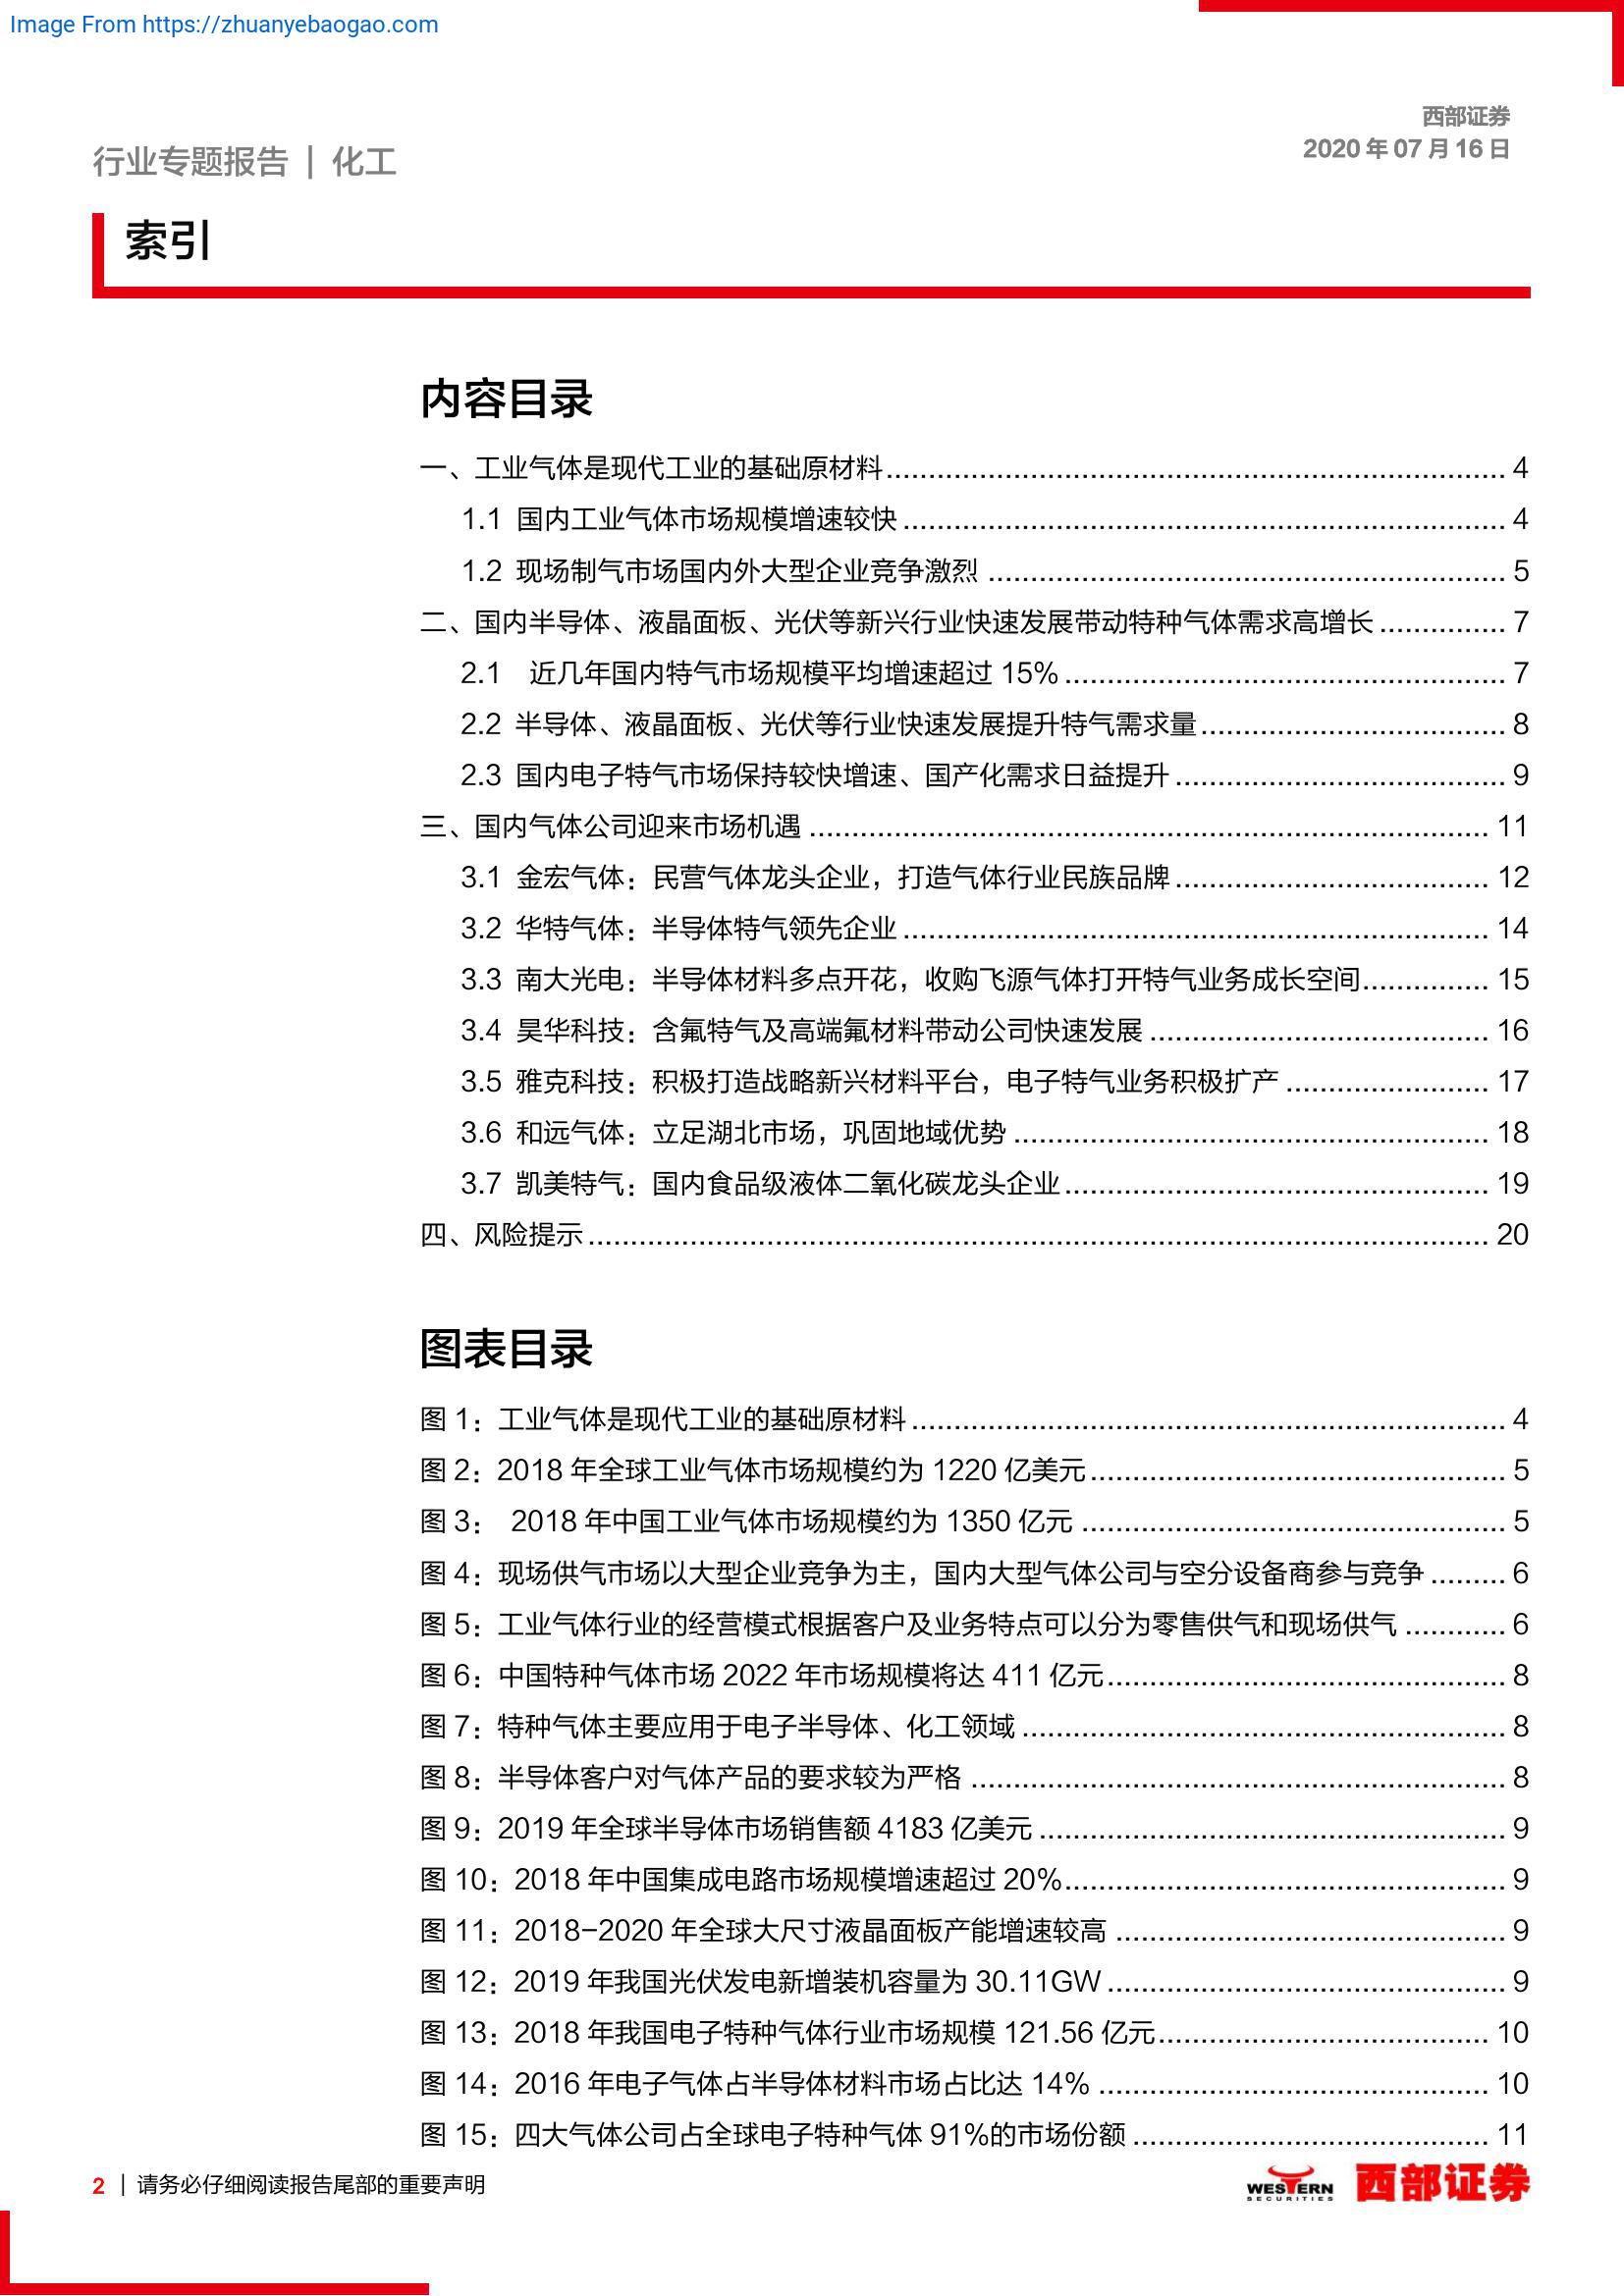 Image From https://zhuanyebaogao.com
西部证券
2020 年 07 月 16 日
行业专题报告 | 化工
索引
内容目录
一、工业气体是现代工业的基础原材料 4
1.1 国内工业气体市场规模增速较快 4
1.2 现场制气市场国内外大型企业竞争激烈 5
二、国内半导体、液晶面板、光伏等新兴行业快速发展带动特种气体需求高增长 7
2.1 近几年国内特气市场规模平均增速超过 15% 7
2.2 半导体、液晶面板、光伏等行业快速发展提升特气需求量 8
2.3 国内电子特气市场保持较快增速、国产化需求日益提升 9
三、国内气体公司迎来市场机遇 11
3.1 金宏气体：民营气体龙头企业，打造气体行业民族品牌 12
3.2 华特气体：半导体特气领先企业 14
3.3 南大光电：半导体材料多点开花，收购飞源气体打开特气业务成长空间 15
3.4 昊华科技：含氟特气及高端氟材料带动公司快速发展 16
3.5 雅克科技：积极打造战略新兴材料平台，电子特气业务积极扩产 17
3.6 和远气体：立足湖北市场，巩固地域优势 18
3.7 凯美特气：国内食品级液体二氧化碳龙头企业 19
四、风险提示 20
图表目录
图 1：工业气体是现代工业的基础原材料 4
图 2：2018 年全球工业气体市场规模约为 1220 亿美元 5
图 3： 2018 年中国工业气体市场规模约为 1350 亿元 5
图 4：现场供气市场以大型企业竞争为主，国内大型气体公司与空分设备商参与竞争 6
图 5：工业气体行业的经营模式根据客户及业务特点可以分为零售供气和现场供气 6
图 6：中国特种气体市场 2022 年市场规模将达 411 亿元 8
图 7：特种气体主要应用于电子半导体、化工领域 8
图 8：半导体客户对气体产品的要求较为严格 8
图 9：2019 年全球半导体市场销售额 4183 亿美元 9
图 10：2018 年中国集成电路市场规模增速超过 20% 9
图 11：2018-2020 年全球大尺寸液晶面板产能增速较高 9
图 12：2019 年我国光伏发电新增装机容量为 30.11GW 9
图 13：2018 年我国电子特种气体行业市场规模 121.56 亿元 10
图 14：2016 年电子气体占半导体材料市场占比达 14% 10
图 15：四大气体公司占全球电子特种气体 91%的市场份额 11
2 | 请务必仔细阅读报告尾部的重要声明
WESTERN
SECURITIES
西部证券